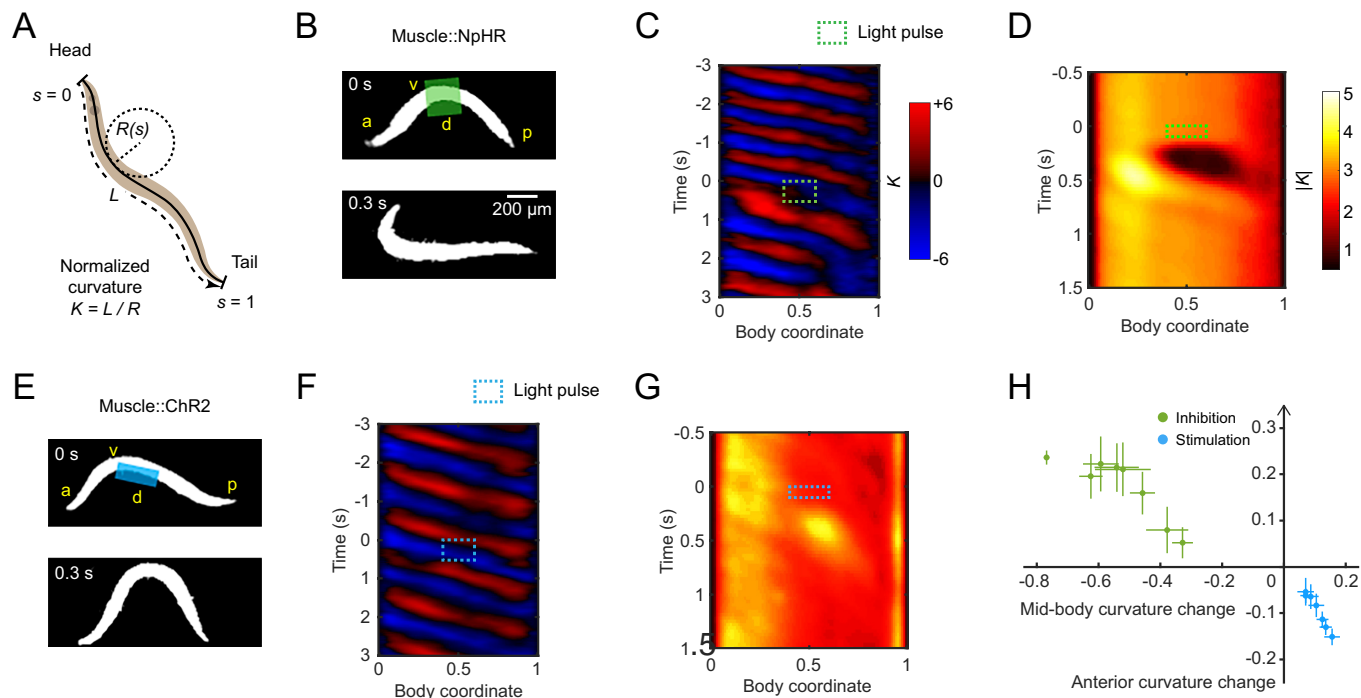 A
Head
s = 0
R(s)
L
Tail
s = 1
Normalized
curvature
K = L / R
B
Muscle::NpHR
0 s
v
a
d
p
0.3 s
200 µm
C
Light pulse
-3
-2
-1
0
1
2
3
Time (s)
0
0.5
1
Body coordinate
+6
0
-6
K
D
-0.5
0
0.5
1
1.5
Time (s)
0
0.5
1
Body coordinate
5
4
3
2
1
|K|
E
Muscle::ChR2
0 s
v
a
d
p
0.3 s
F
Light pulse
-3
-2
-1
0
1
2
3
Time (s)
0
0.5
1
Body coordinate
G
-0.5
0
0.5
1
1.5
Time (s)
0
0.5
1
Body coordinate
H
Inhibition
Stimulation
0.3
0.2
0.1
-0.8
-0.6
-0.4
-0.2
0
0.2
Mid-body curvature change
-0.1
-0.2
Anterior curvature change